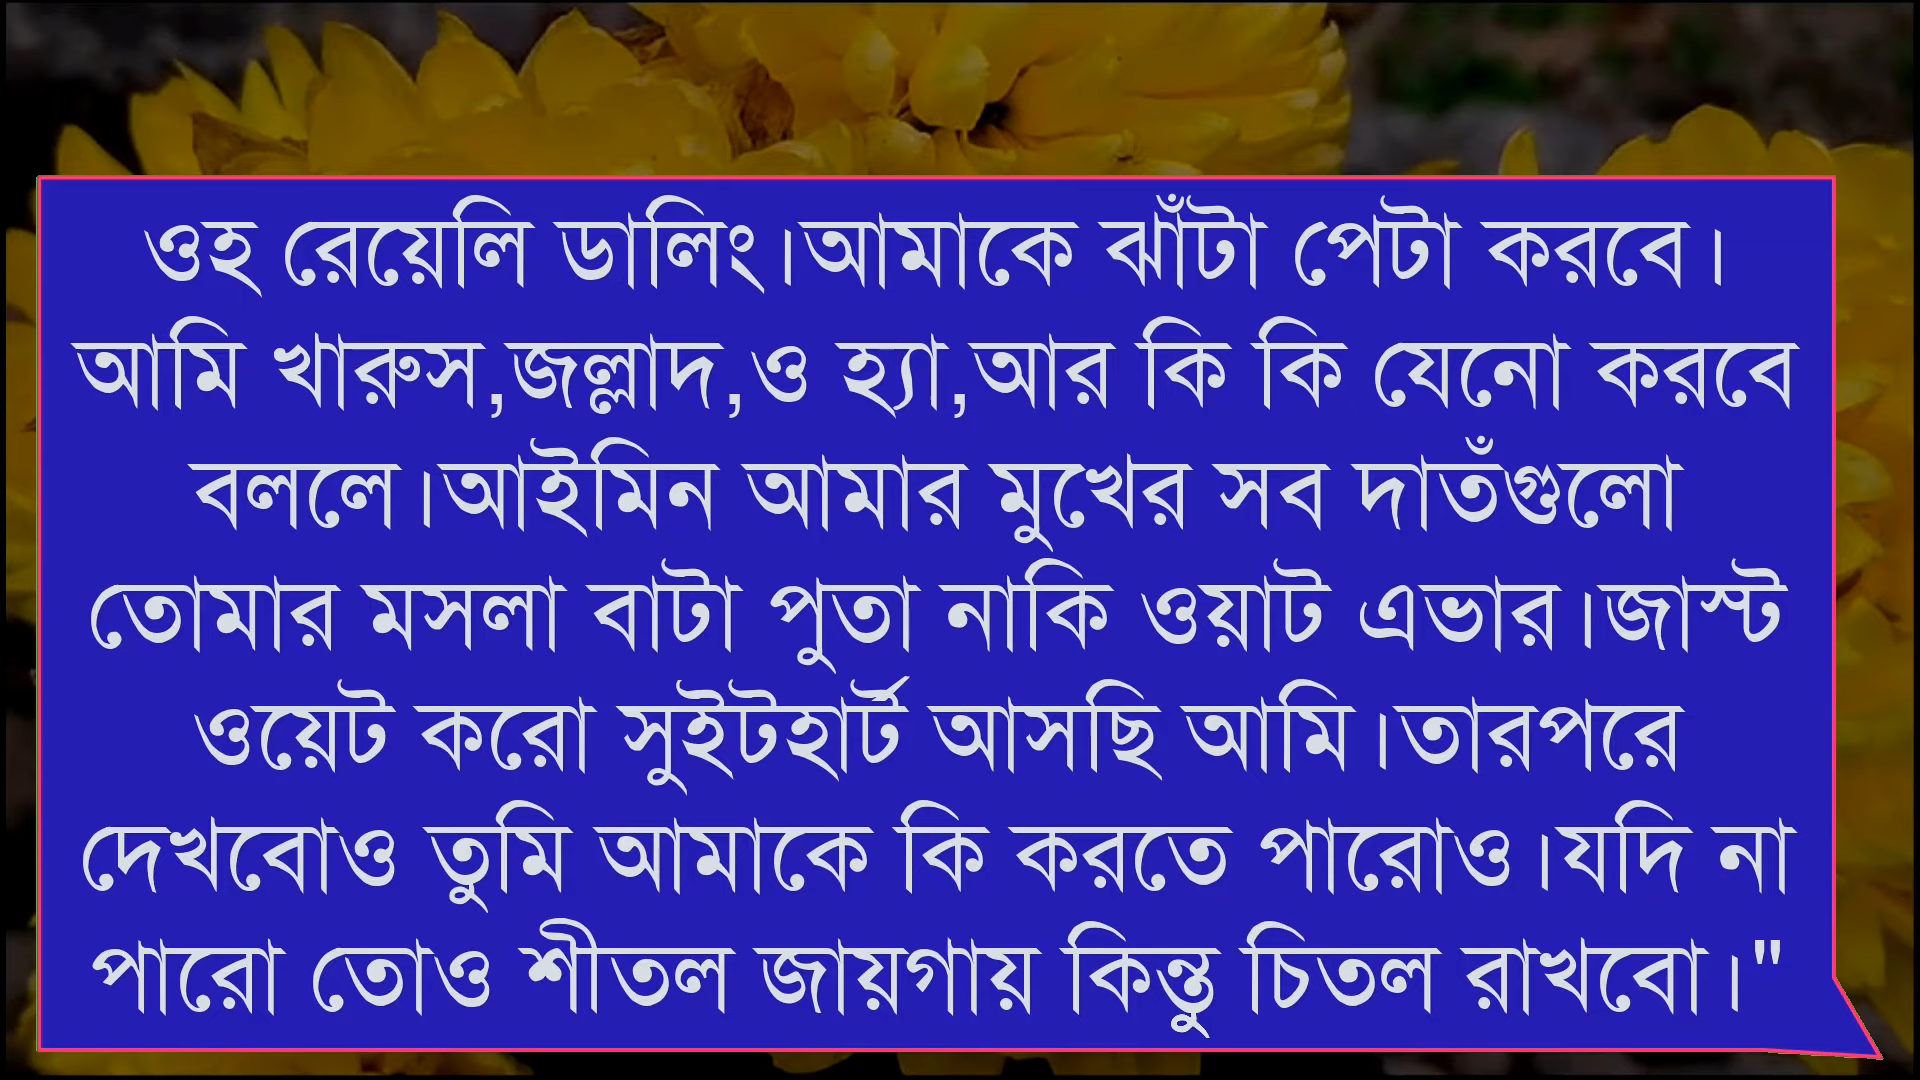 ওহ রেয়েলি ডালিং।আমাকে ঝাঁটা পেটা করবে।
আমি খারুস,জল্লাদ,ও হ্যা,আর কি কি যেনো করবে
বললে।আইমিন আমার মুখের সব দাতঁগুলো
তোমার মসলা বাটা পুতা নাকি ওয়াট এভার।জাস্ট
ওয়েট করো সুইটহার্ট আসছি আমি।তারপরে
দেখবোও তুমি আমাকে কি করতে পারোও।যদি না
পারো তোও শীতল জায়গায় কিন্তু চিতল রাখবো।"